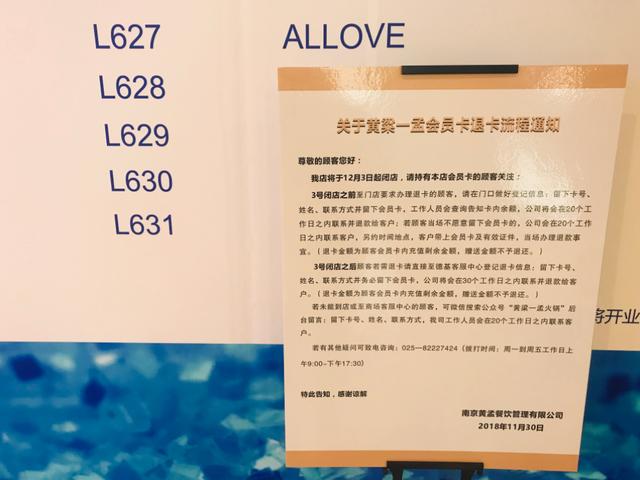 L627
ALLOVE
L628
L629
L630
L631
关于黄粱一孟会员卡退卡流程通知
尊敬的顾客您好：
我店将于12月3日起闭店，请持有本店会员卡的顾客关注：
3号闭店之前至门店要求办理退卡的顾客，请在门口做好登记信息：留下卡号、
姓名、联系方式并留下会员卡，工作人员会查询告知卡内余额，公司将会在20个工
作日之内联系并退款给客户；若顾客当场不愿意留下会员卡的，公司会在20个工作
日之内联系客户，另约时间地点，客户带上会员卡及有效证件，当场办理退款事
宜。（退卡金额为顾客会员卡内充值剩余金额，赠送金额不予退还。）
3号闭店之后顾客若需退卡请直接至德基客服中心登记退卡信息：留下卡号、
姓名、联系方式并务必留下会员卡，公司将会在30个工作日之内联系并退款给客
户。（退卡金额为顾客会员卡内充值剩余金额，赠送金额不予退还。）
若未能到店或至商场客服中心的顾客，可微信搜索公众号“黄粱一孟火锅”后
台留言：留下卡号、姓名、联系方式，我司工作人员会在20个工作日之内联系客
户。
若有其他疑问可致电咨询：025—82227424（拨打时间：周一到周五工作日上
午9:00-下午17:30）
特此告知，感谢谅解
南京黄孟餐饮管理有限公司
2018年11月30日
将开业